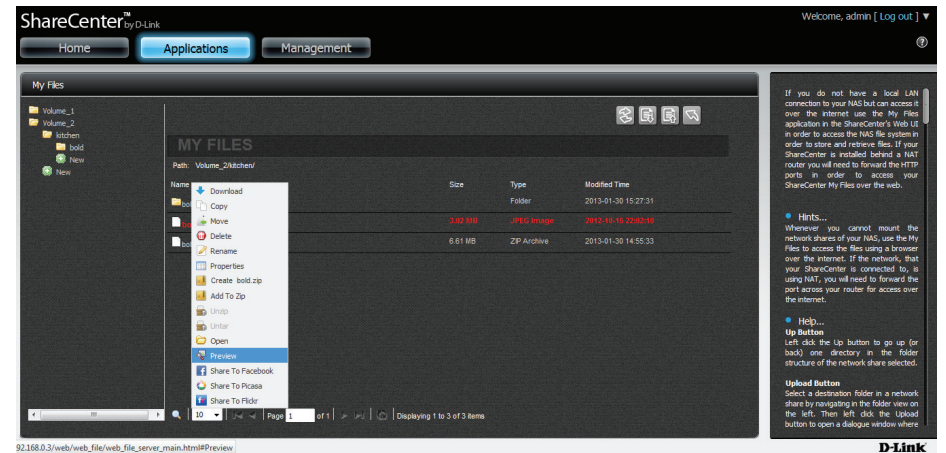 ShareCenter™ by D-Link
Welcome, admin [ Log out ] ▼
Home
Applications
Management
My Files
Volume_1
Volume_2
kitchen
bold
New
New
MY FILES
Path: Volume_2/kitchen/
Name
Size
Type
Modified Time
bol
Folder
2013-01-30 15:27:31
3.02 MB
JPEG Image
bol
6.61 MB
ZIP Archive
2013-01-30 14:55:33
Download
Copy
Move
Delete
Rename
Properties
Create bold.zip
Add To Zip
Unzip
Untar
Open
Preview
Share To Facebook
Share To Picasa
Share To Flickr
10
Page 1 of 1
Displaying 1 to 3 of 3 items
If you do not have a local LAN
connection to your NAS but can access it
over the internet use the My Files
application in the ShareCenter's Web UI
in order to access the NAS file system in
order to store and retrieve files. If your
ShareCenter is installed behind a NAT
router you will need to forward the HTTP
ports in order to access your
ShareCenter My Files over the web.
Hints...
Whenever you cannot mount the
network shares of your NAS, use the My
Files to access the files using a browser
over the internet. If the network, that
your ShareCenter is connected to, is
using NAT, you will need to forward the
port across your router for access over
the internet.
Help...
Up Button
Left click the Up button to go up (or
back) one directory in the folder
structure of the network share selected.
Upload Button
Select a destination folder in a network
share by navigating in the folder view on
the left. Then left click the Upload
button to open a dialogue window where
92.168.0.3/web/web_file/web_file_server_main.html#Preview
D-Link